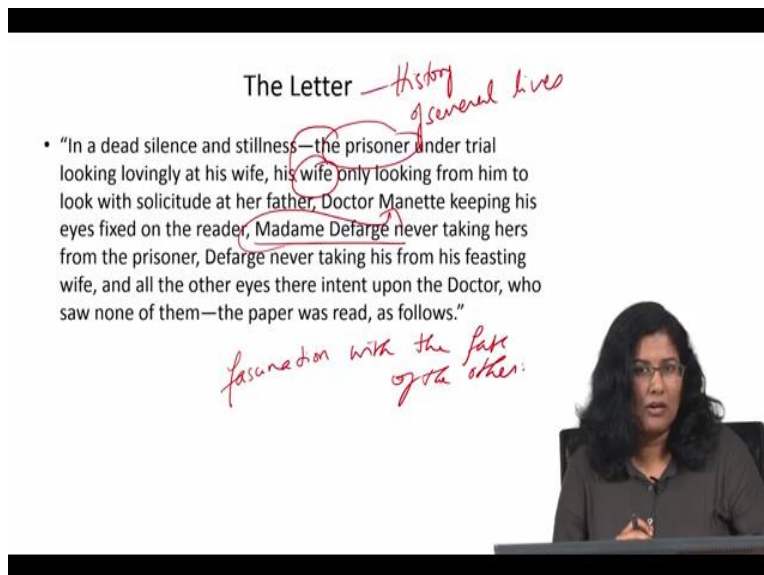 The Letter – History
of several lives
• “In a dead silence and stillness—the prisoner under trial
looking lovingly at his wife, his wife only looking from him to
look with solicitude at her father, Doctor Manette keeping his
eyes fixed on the reader, Madame Defarge never taking hers
from the prisoner, Defarge never taking his from his feasting
wife, and all the other eyes there intent upon the Doctor, who
saw none of them—the paper was read, as follows.”
fascination with the fate
of the other.